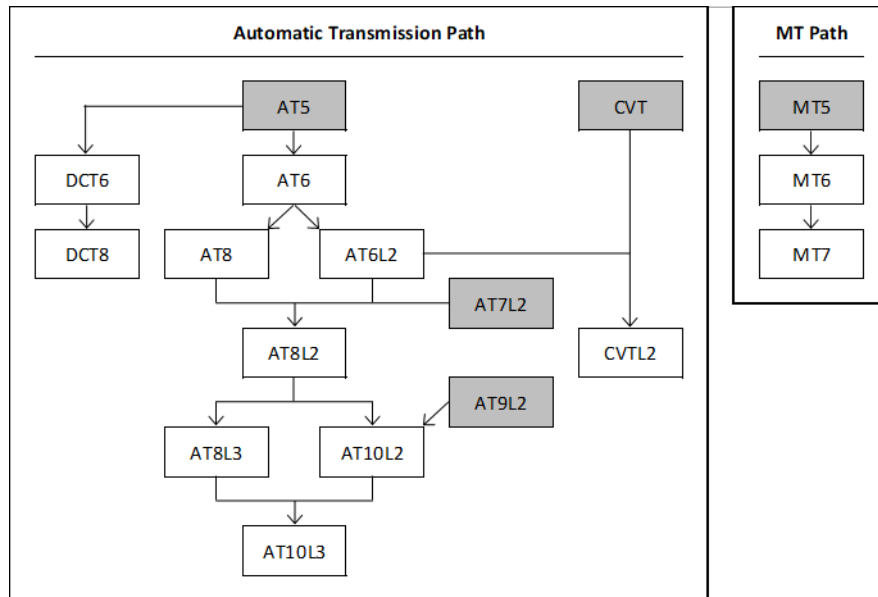 Automatic Transmission Path
MT Path
AT5
CVT
MT5
DCT6
AT6
MT6
DCT8
AT8
AT6L2
MT7
AT7L2
AT8L2
CVTL2
AT9L2
AT8L3
AT10L2
AT10L3